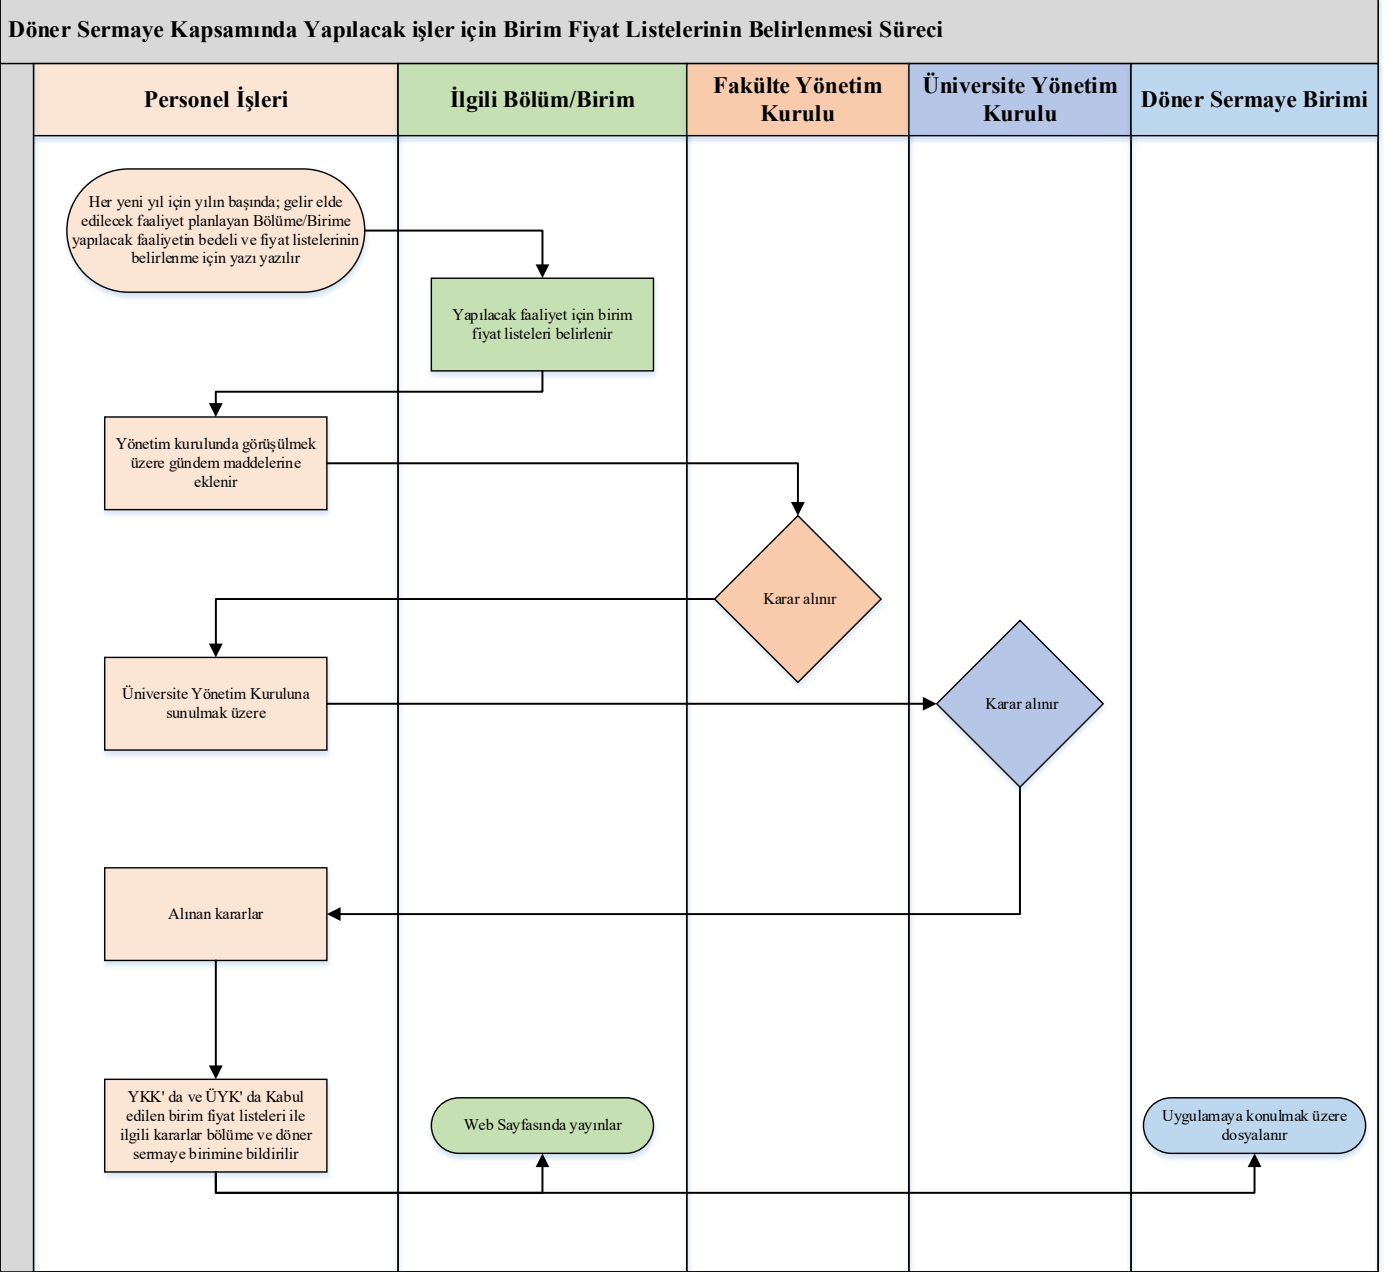 Döner Sermaye Kapsamında Yapılacak işler için Birim Fiyat Listelerinin Belirlenmesi Süreci
Personel İşleri
İlgili Bölüm/Birim
Fakülte Yönetim
Kurulu
Üniversite Yönetim
Kurulu
Döner Sermaye Birimi
Her yeni yıl için yılın başında; gelir elde
edilecek faaliyet planlayan Bölüme/Birime
yapılacak faaliyetin bedeli ve fiyat listelerinin
belirlenme için yazı yazılır
Yapılacak faaliyet için birim
fiyat listeleri belirlenir
Yönetim kurulunda görüşülmek
üzere gündem maddelerine
eklenir
Karar alınır
Üniversite Yönetim Kuruluna
sunulmak üzere
Karar alınır
Alınan kararlar
YKK' da ve ÜYK' da Kabul
edilen birim fiyat listeleri ile
ilgili kararlar bölüme ve döner
sermaye birimine bildirilir
Web Sayfasında yayınlar
Uygulamaya konulmak üzere
dosyalanır